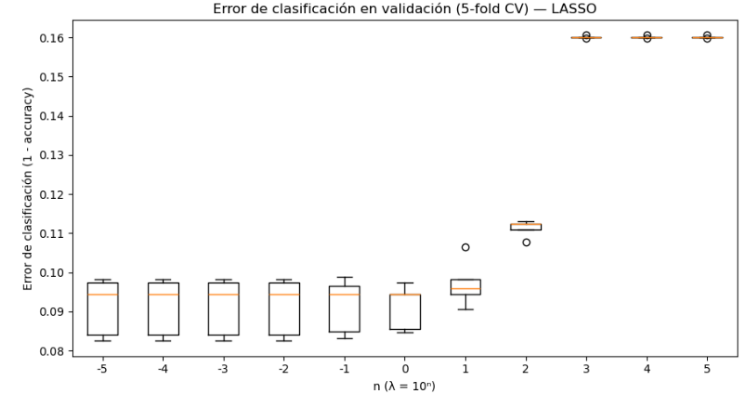 Error de clasificación en validación (5-fold CV) — LASSO
Error de clasificación (1 - accuracy)
0.16
0.15
0.14
0.13
0.12
0.11
0.10
0.09
0.08
-5 -4 -3 -2 -1 0 1 2 3 4 5
n (λ = 10ⁿ)